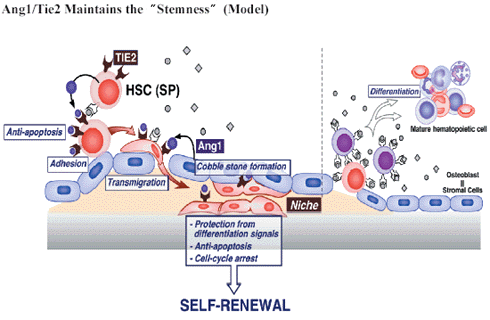 Ang1/Tie2 Maintains the "Stemness" (Model)
TIE2
HSC (SP)
Anti-apoptosis
Adhesion
Transmigration
Ang1
Cobble stone formation
Niche
- Protection from
differentiation signals
- Anti-apoptosis
- Cell-cycle arrest
SELF-RENEWAL
Differentiation
Mature hematopoietic cell
Osteoblast
=
Stromal Cells